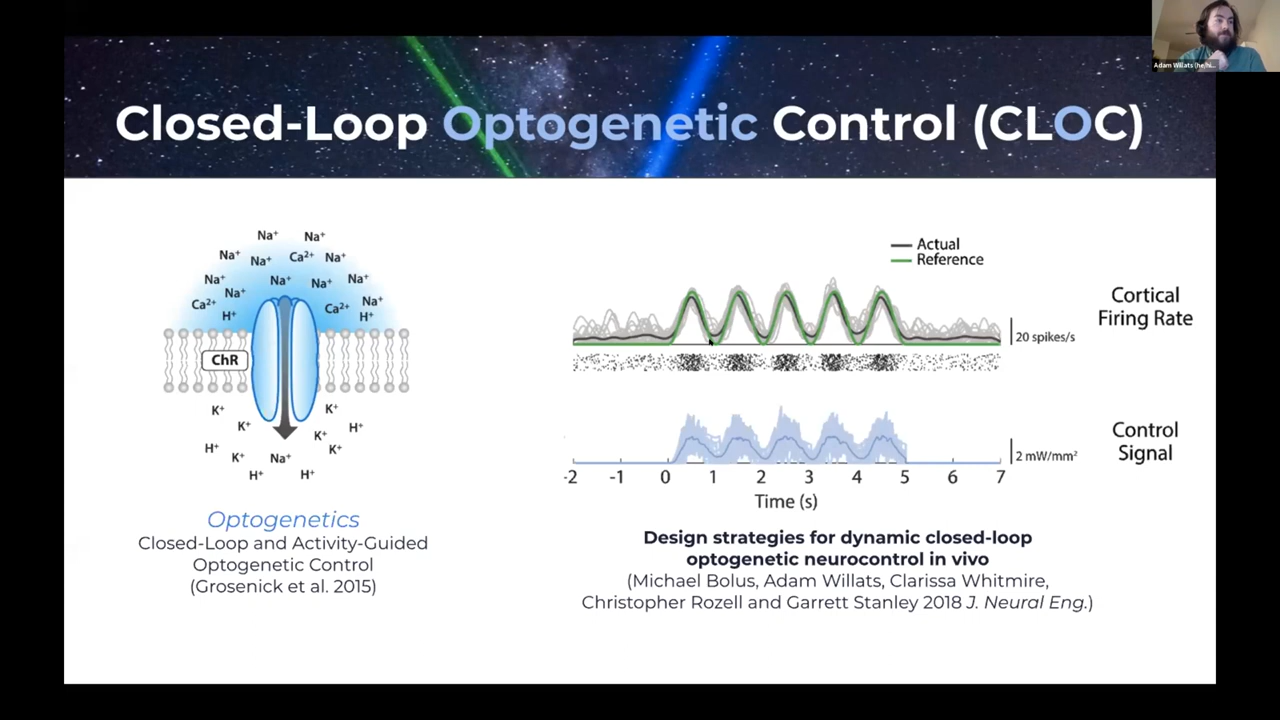 Adam Willats (he/hi...
Closed-Loop Optogenetic Control (CLOC)
Na⁺ Na⁺
Na⁺ Na⁺ Ca²⁺ Na⁺
Na⁺ Na⁺ Na⁺ Na⁺
Ca²⁺ Na⁺ Ca²⁺ Na⁺
H⁺ H⁺
ChR
K⁺ K⁺
K⁺ K⁺ H⁺
H⁺ K⁺ Na⁺ K⁺
H⁺ H⁺
Optogenetics
Closed-Loop and Activity-Guided
Optogenetic Control
(Grosenick et al. 2015)
Actual
Reference
Cortical
Firing Rate
20 spikes/s
Control
Signal
2 mW/mm²
-2 -1 0 1 2 3 4 5 6 7
Time (s)
Design strategies for dynamic closed-loop
optogenetic neurocontrol in vivo
(Michael Bolus, Adam Willats, Clarissa Whitmire,
Christopher Rozell and Garrett Stanley 2018 J. Neural Eng.)